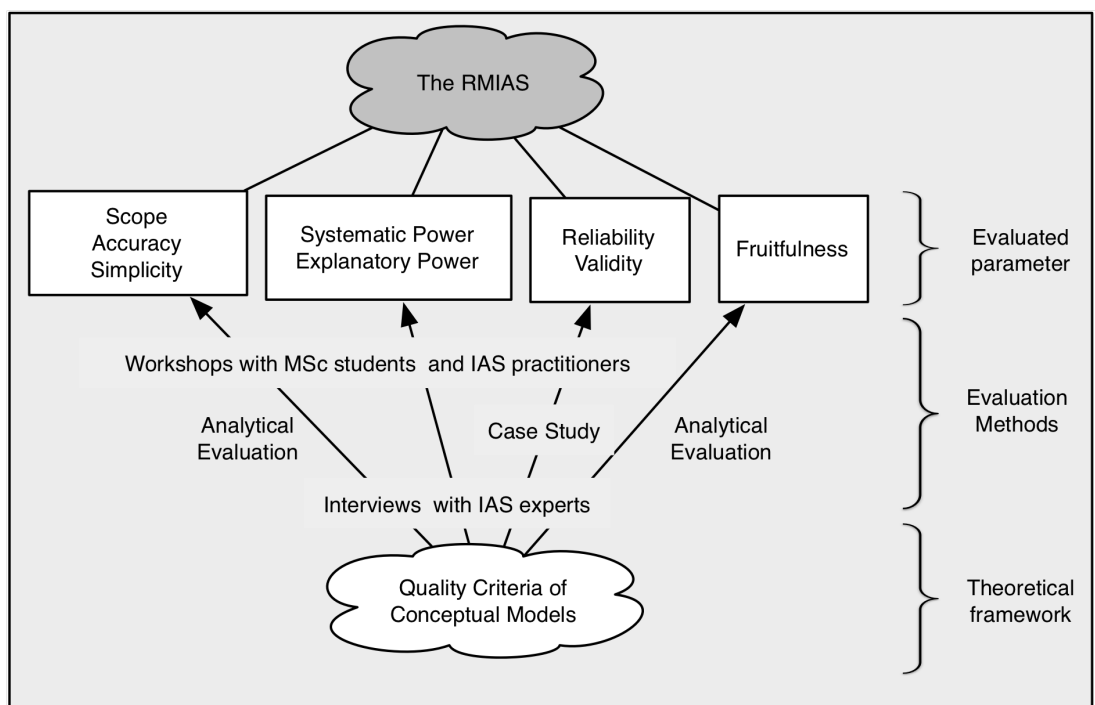 The RMIAS
Scope
Accuracy
Simplicity
Systematic Power
Explanatory Power
Reliability
Validity
Fruitfulness
Evaluated
parameter
Workshops with MSc students and IAS practitioners
Analytical
Evaluation
Case Study
Analytical
Evaluation
Evaluation
Methods
Interviews with IAS experts
Quality Criteria of
Conceptual Models
Theoretical
framework